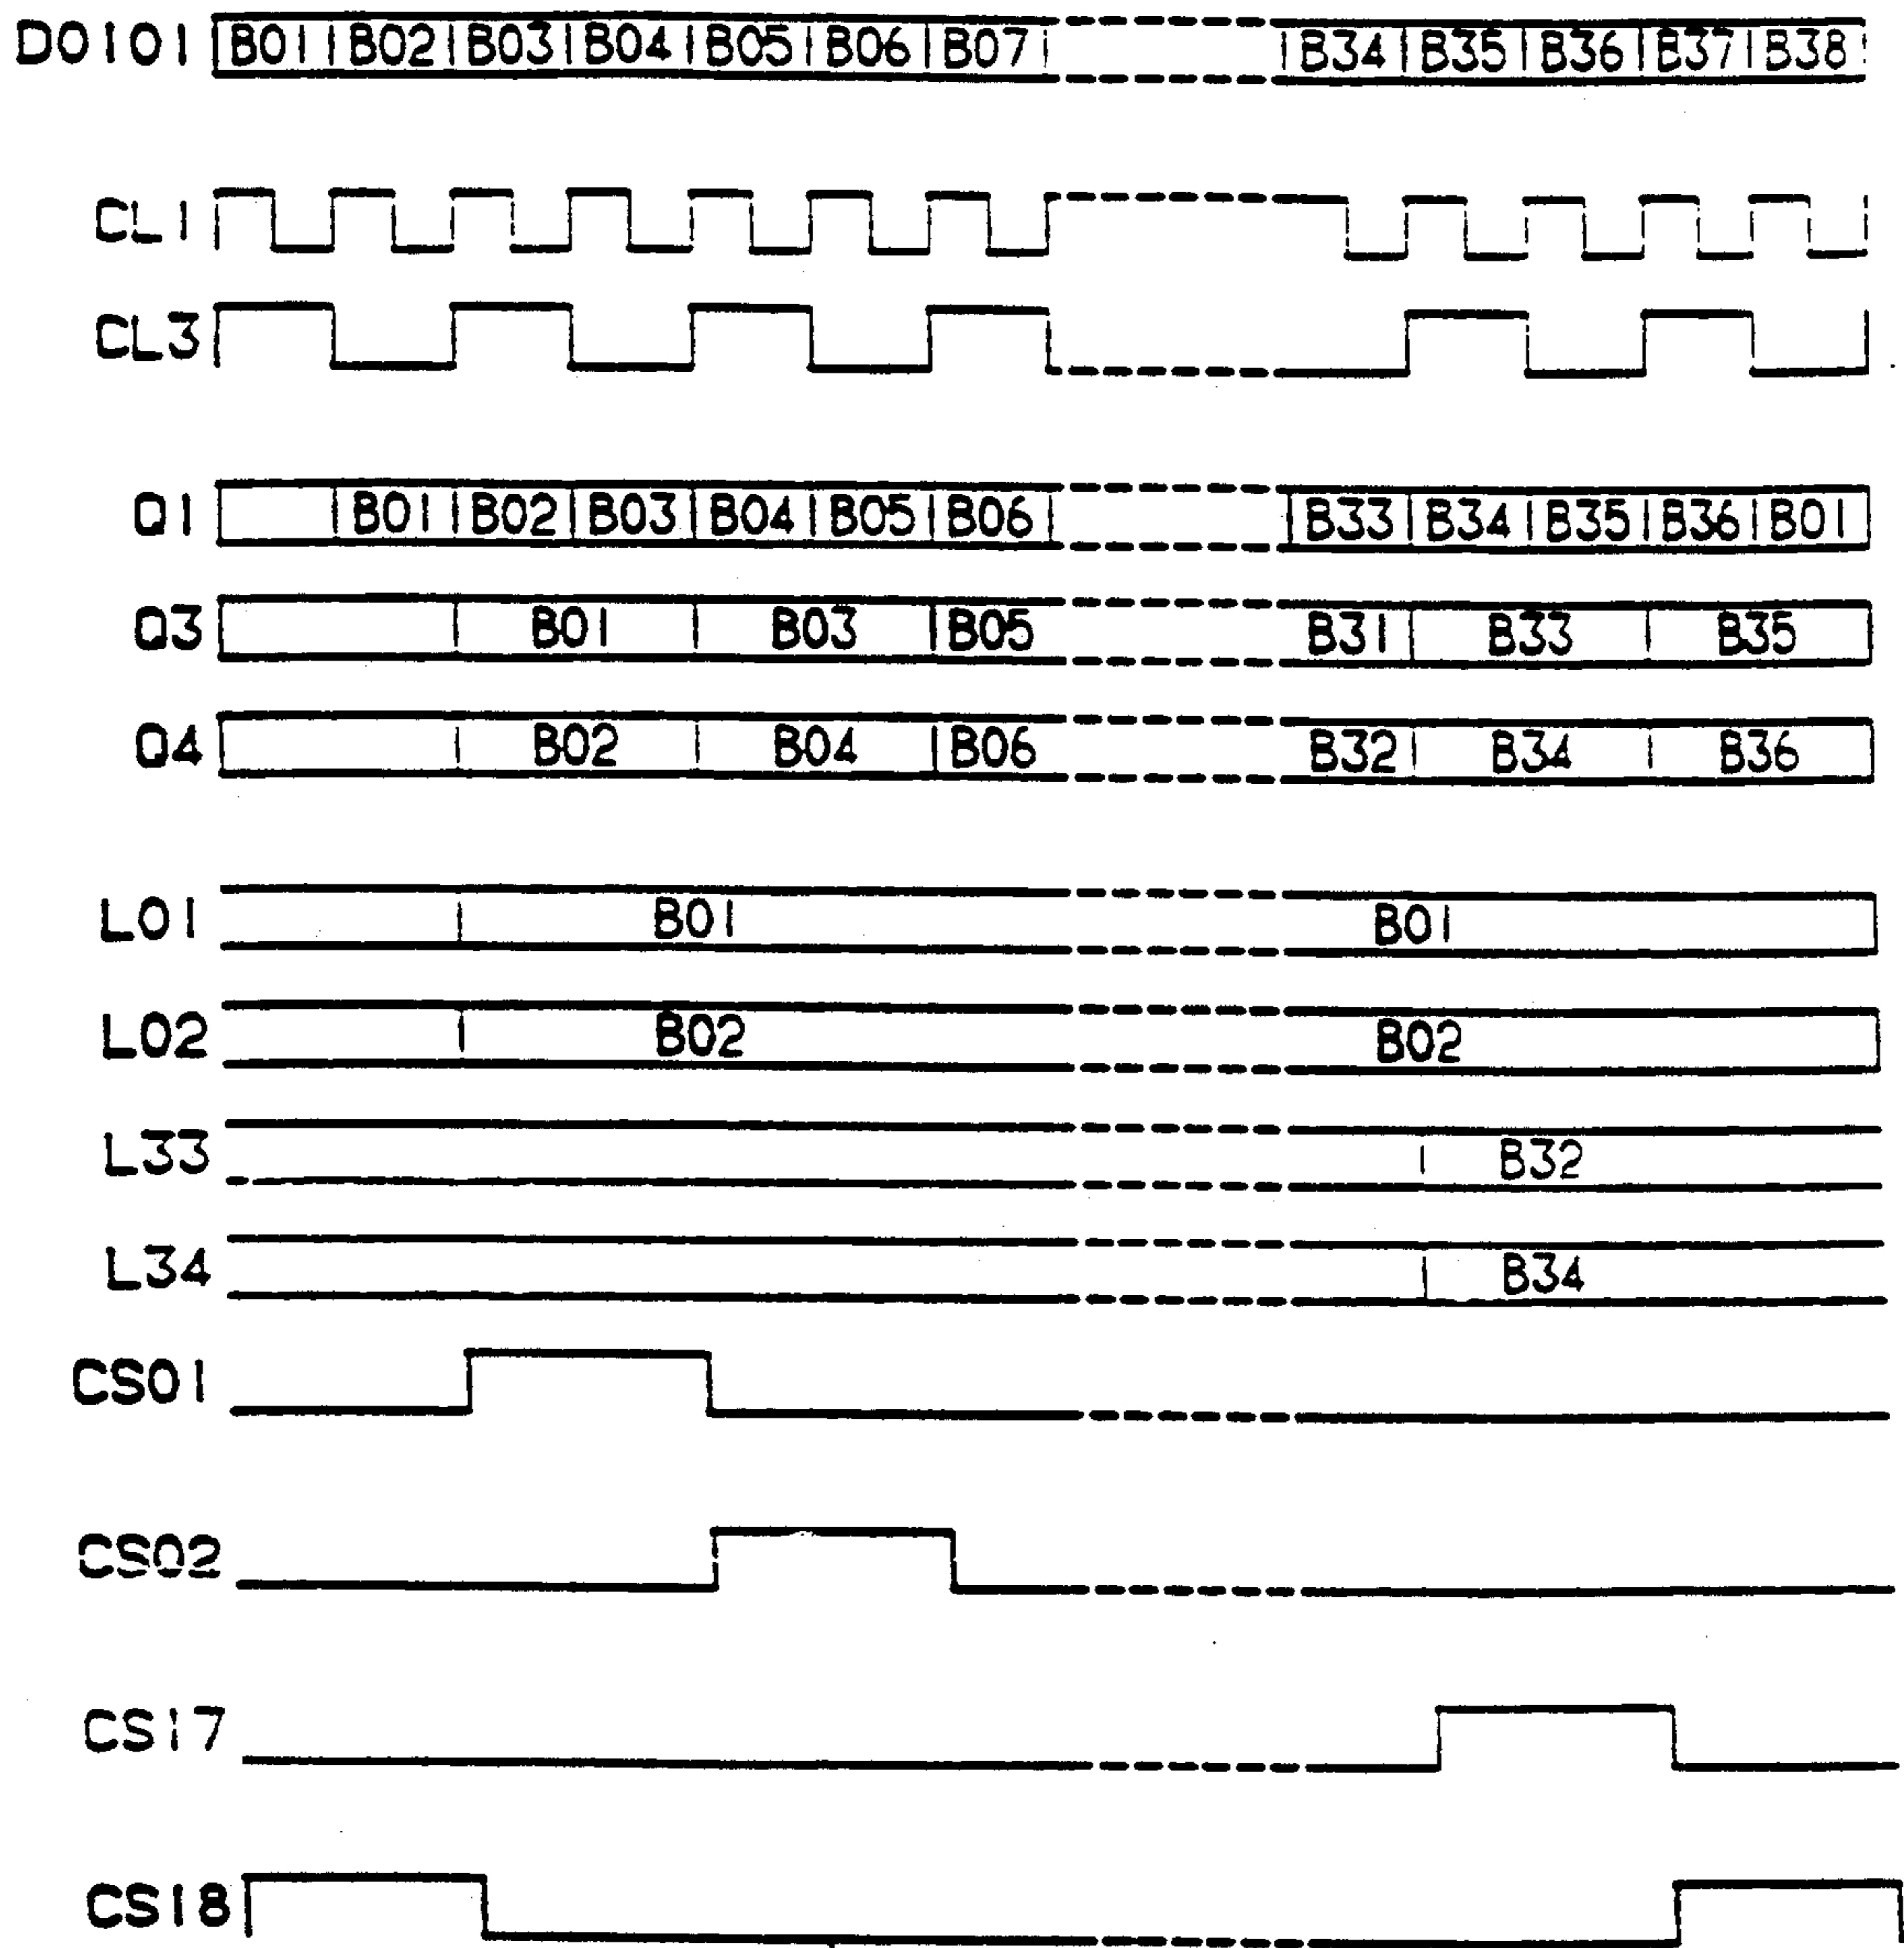 D0101 B01 B02 B03 B04 B05 B06 B07 B34 B35 B36 B37 B38
CL1
CL3
Q1 B01 B02 B03 B04 B05 B06 B33 B34 B35 B36 B01
Q3 B01 B03 B05 B31 B33 B35
Q4 B02 B04 B06 B32 B34 B36
L01 B01 B01
L02 B02 B02
L33 B32
L34 B34
CS01
CS02
CS17
CS18